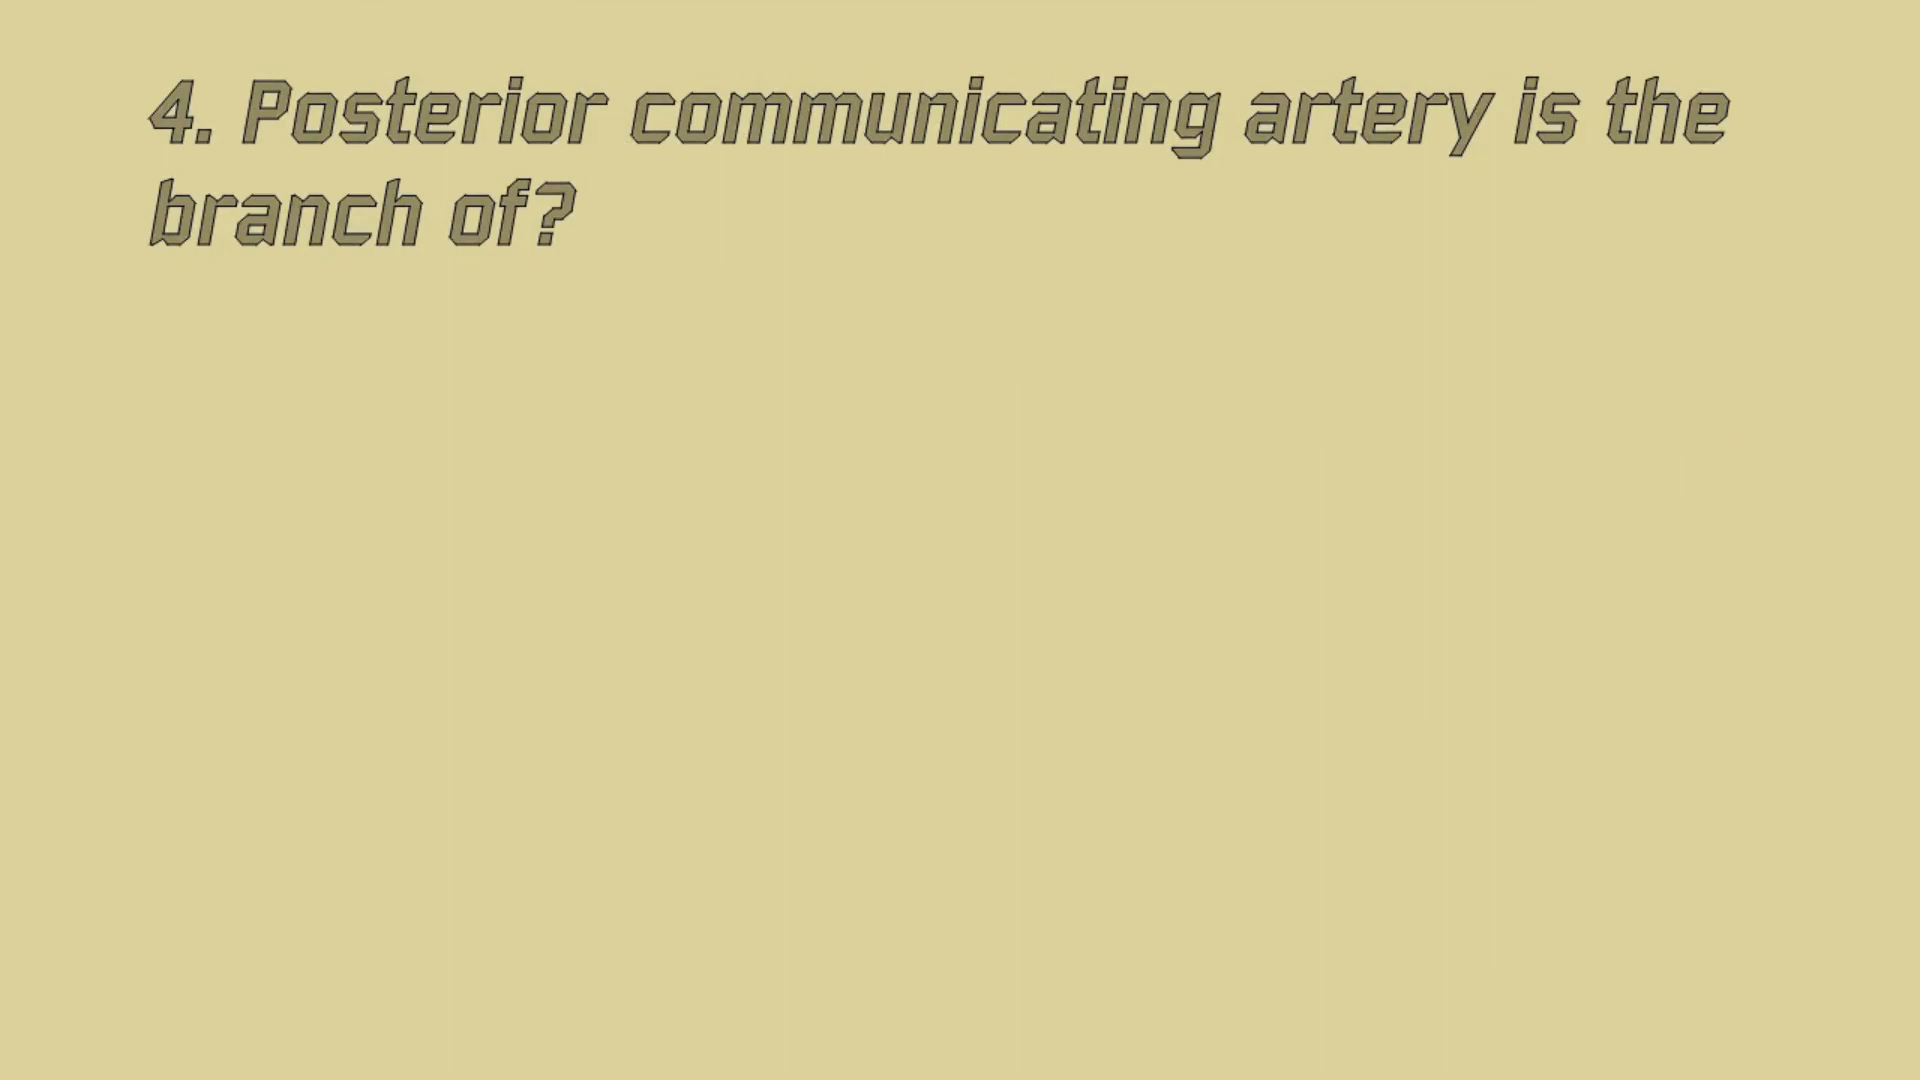 4. Posterior communicating artery is the
branch of?